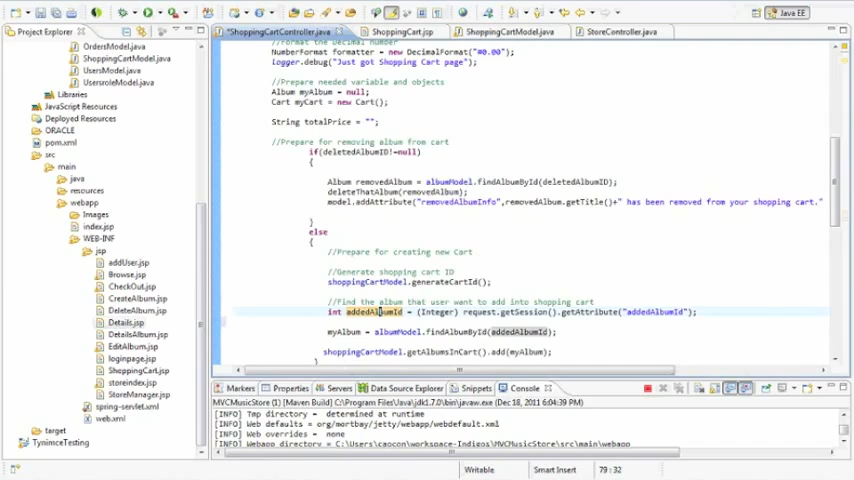 Java EE
Project Explorer
*ShoppingCartController.java
ShoppingCart.jsp
ShoppingCartModel.java
StoreController.java
OrdersModel.java
ShoppingCartModel.java
UsersModel.java
UsersroleModel.java
Libraries
JavaScript Resources
Deployed Resources
ORACLE
pom.xml
src
main
java
resources
webapp
Images
index.jsp
WEB-INF
jsp
addUser.jsp
Browse.jsp
CheckOut.jsp
CreateAlbum.jsp
DeleteAlbum.jsp
Details.jsp
DetailsAlbum.jsp
EditAlbum.jsp
loginpage.jsp
ShoppingCart.jsp
storeindex.jsp
StoreManager.jsp
spring-servlet.xml
web.xml
target
TynimceTesting
//Format the Decimal number
NumberFormat formatter = new DecimalFormat("#0.00");
logger.debug("Just got Shopping Cart page");
//Prepare needed variable and objects
Album myAlbum = null;
Cart myCart = new Cart();
String totalPrice = "";
//Prepare for removing album from cart
if(deletedAlbumID!=null)
{
Album removedAlbum = albumModel.findAlbumById(deletedAlbumID);
deleteThatAlbum(removedAlbum);
model.addAttribute("removedAlbumInfo",removedAlbum.getTitle()+" has been removed from your shopping cart."
}
else
{
//Prepare for creating new Cart
//Generate shopping cart ID
shoppingCartModel.generateCartId();
//Find the album that user want to add into shopping cart
int addedAlbumId = (Integer) request.getSession().getAttribute("addedAlbumId");
myAlbum = albumModel.findAlbumById(addedAlbumId);
shoppingCartModel.getAlbumsInCart().add(myAlbum);
}
Markers
Properties
Servers
Data Source Explorer
Snippets
Console
MVCMusicStore (1) [Maven Build] C:\Program Files\Java\jdk1.7.0\bin\javaw.exe (Dec 18, 2011 6:04:39 PM)
[INFO] Tmp directory = determined at runtime
[INFO] Web defaults = org/mortbay/jetty/webapp/webdefault.xml
[INFO] Web overrides = none
[INFO] Webapp directory = C:\Users\caocon\workspace-Indigos\MVCMusicStore\src\main\webapp
Writable
Smart Insert
79 : 32